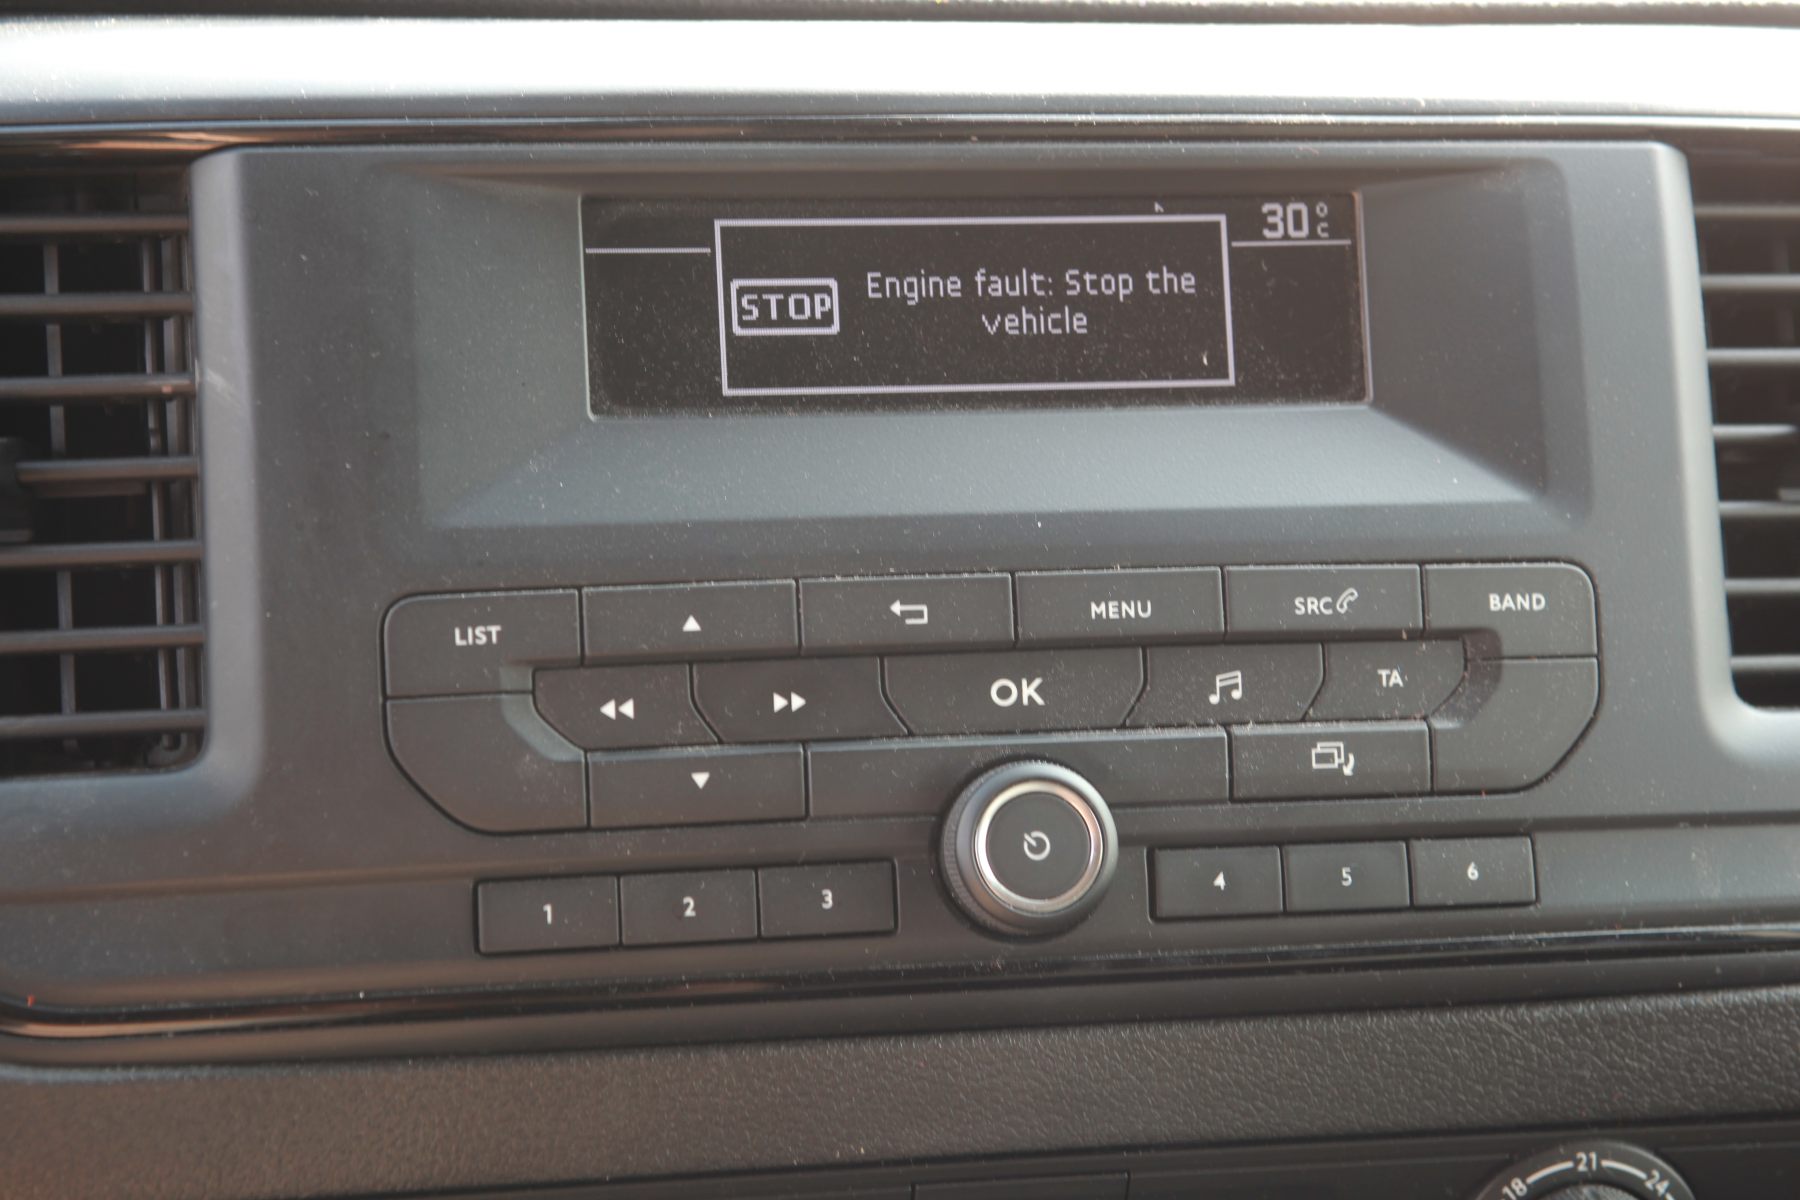 30°C
STOP
Engine fault: Stop the
vehicle
LIST
MENU
SRC
BAND
OK
TA
1
2
3
4
5
6
18
21
24